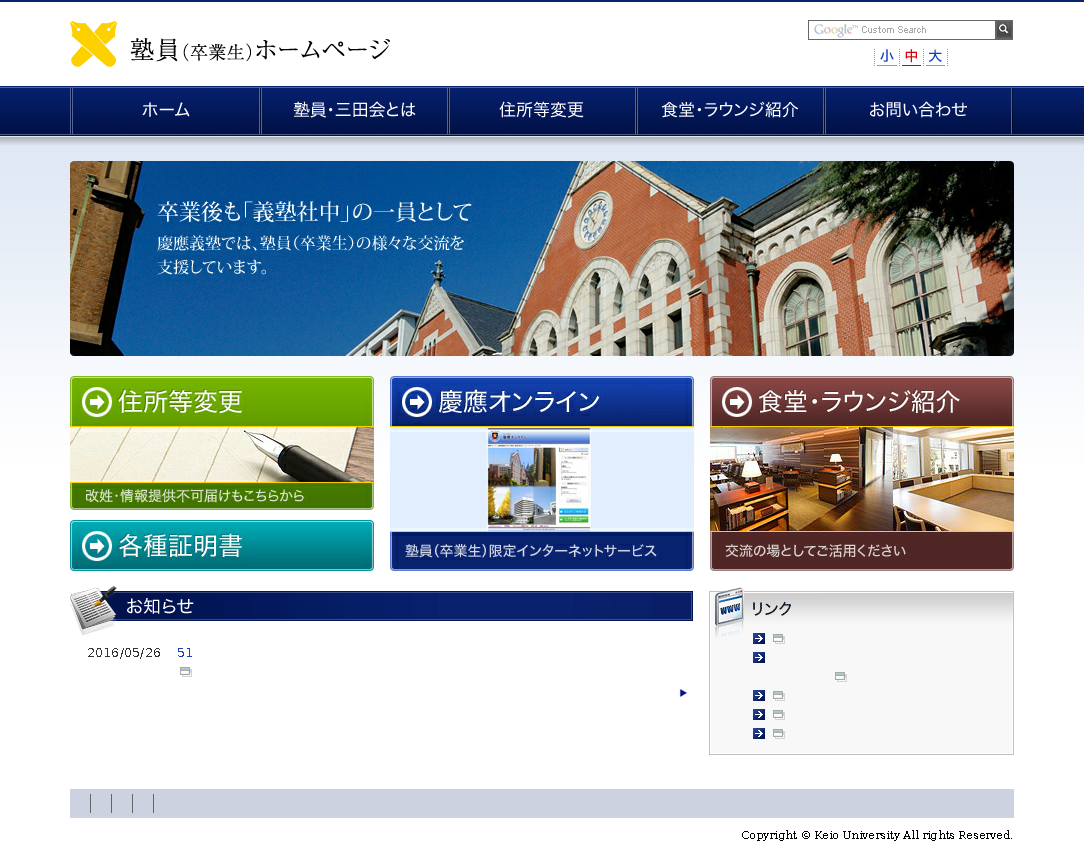 塾員(卒業生)ホームページ
Google™ Custom Search
小 中 大
ホーム 塾員・三田会とは 住所等変更 食堂・ラウンジ紹介 お問い合わせ
卒業後も「義塾社中」の一員として
慶應義塾では、塾員(卒業生)の様々な交流を
支援しています。
住所等変更
改姓・情報提供不可届けもこちらから
各種証明書
慶應オンライン
塾員(卒業生)限定インターネットサービス
食堂・ラウンジ紹介
交流の場としてご活用ください
お知らせ
2016/05/26 51
WWW リンク
Copyright © Keio University All rights Reserved.